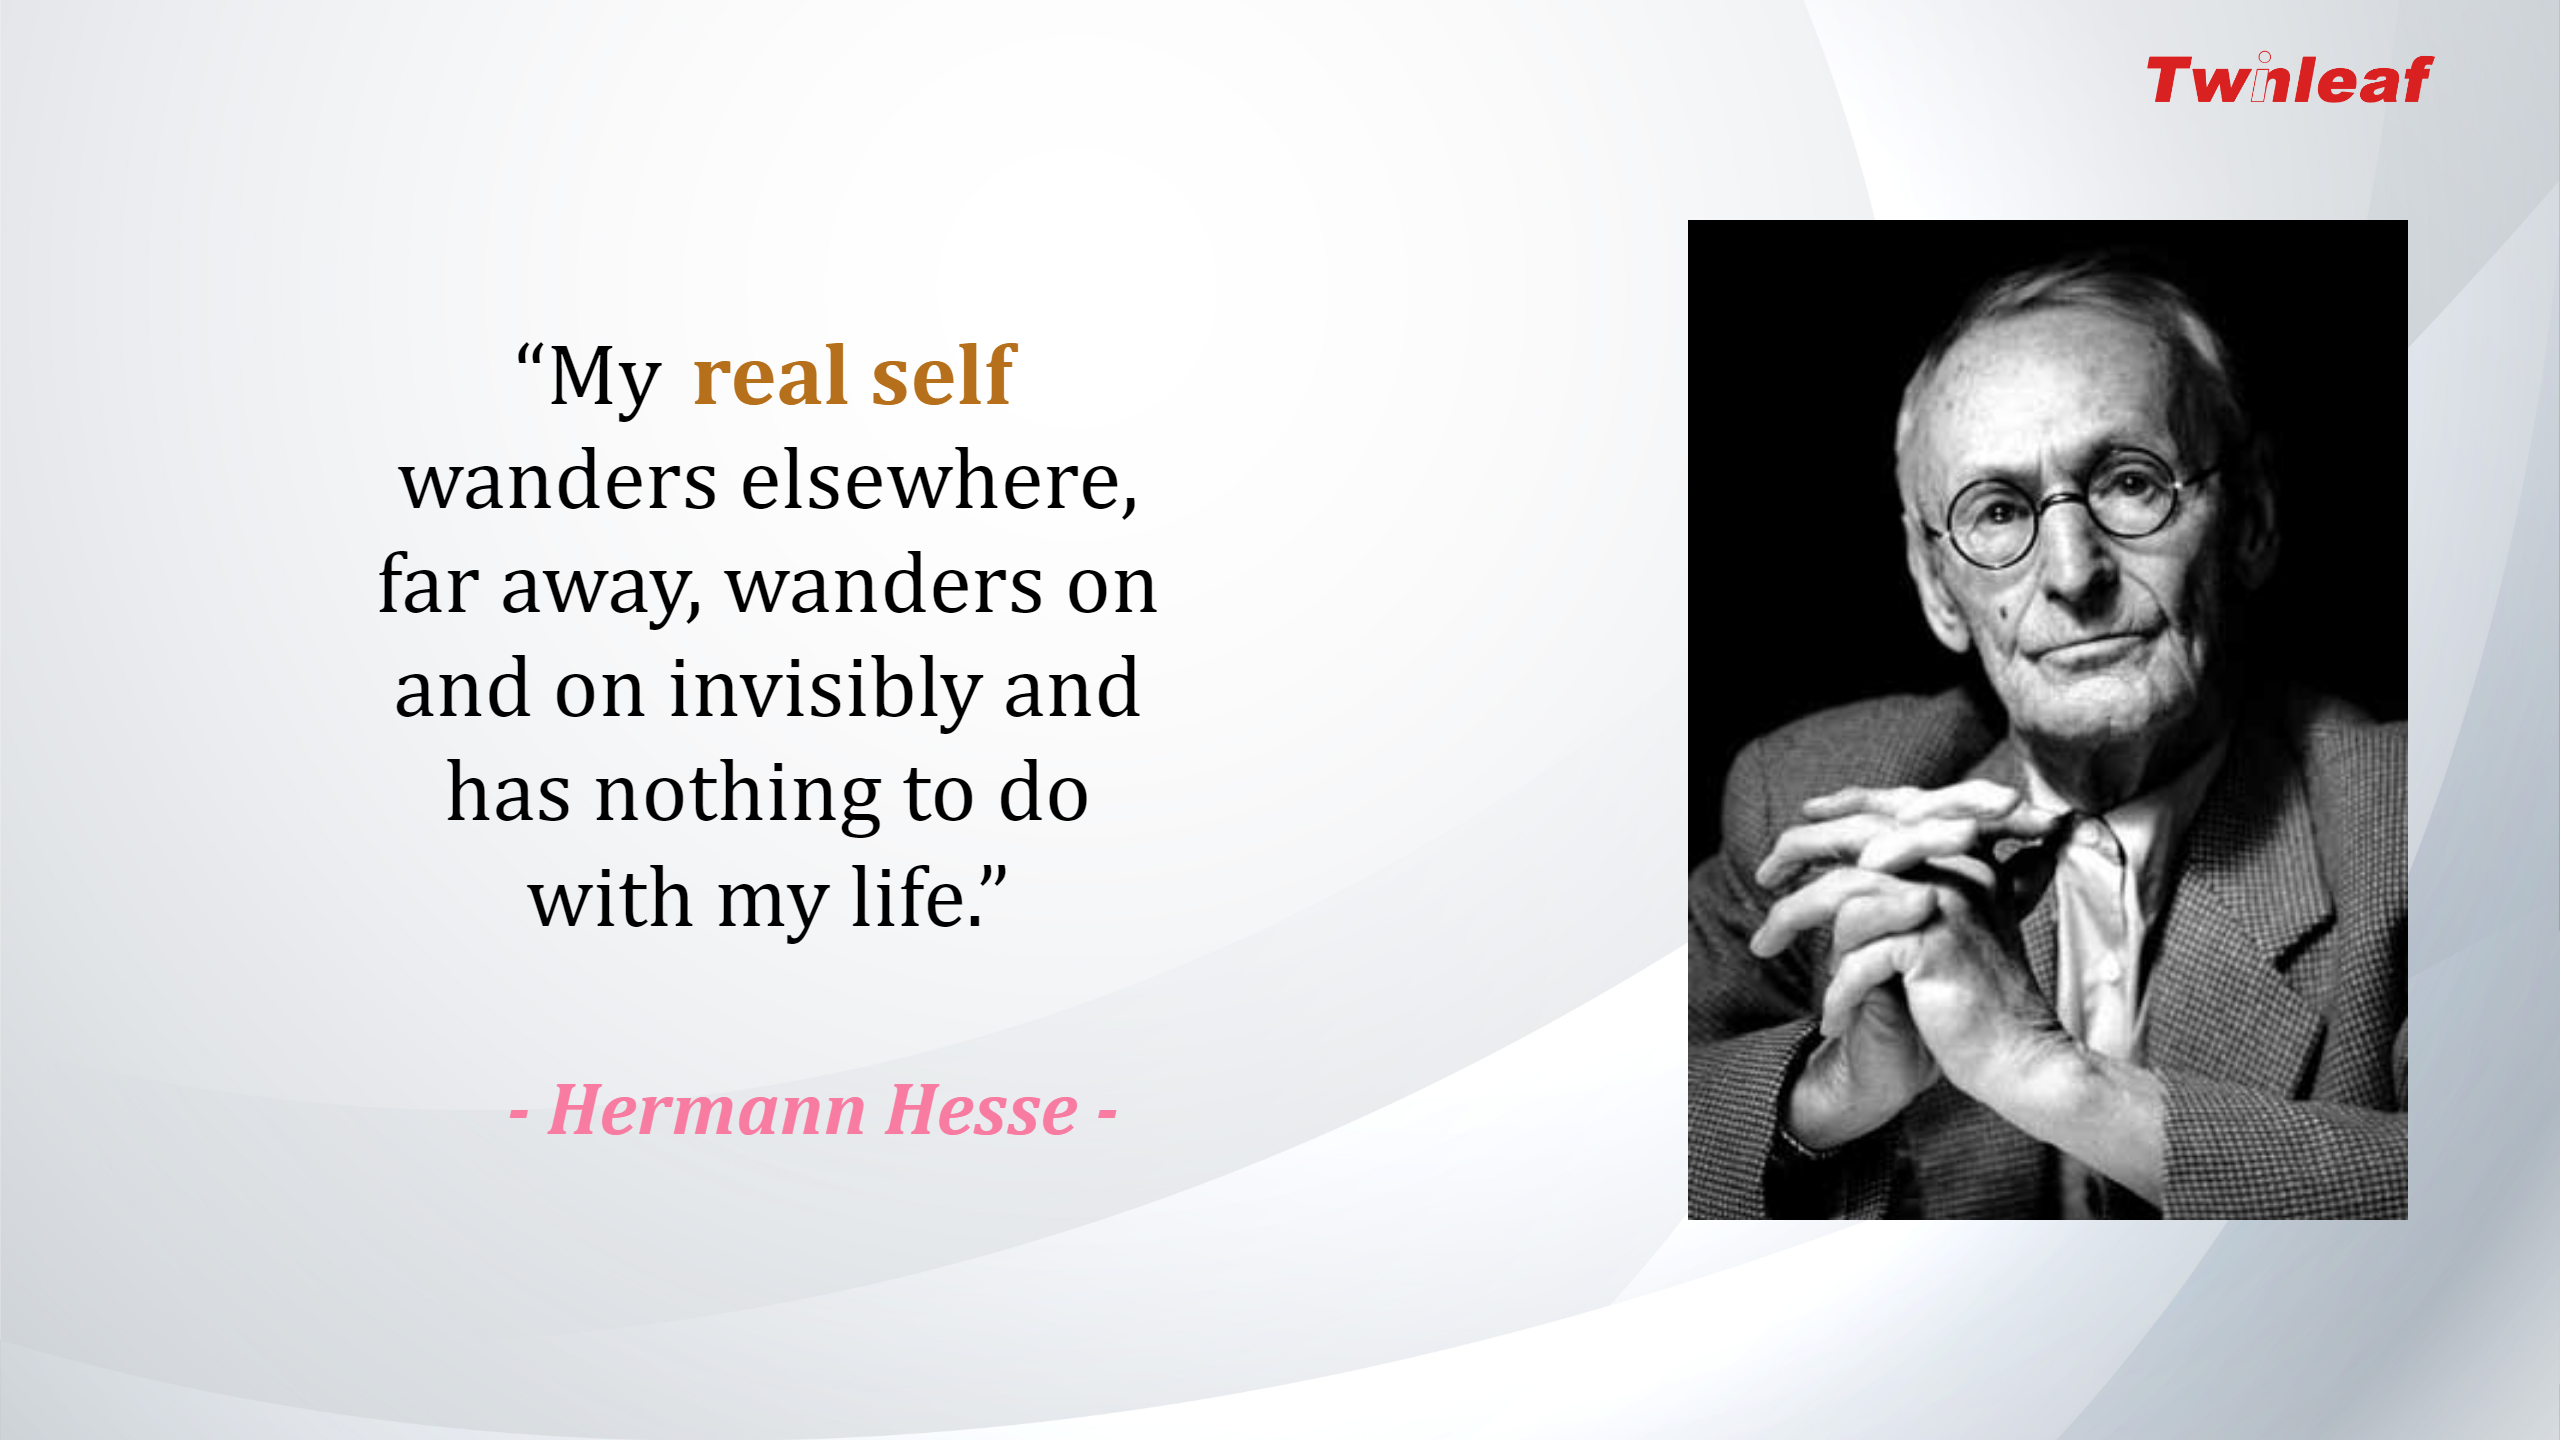 Twinleaf
“My real self
wanders elsewhere,
far away, wanders on
and on invisibly and
has nothing to do
with my life.”
- Hermann Hesse -